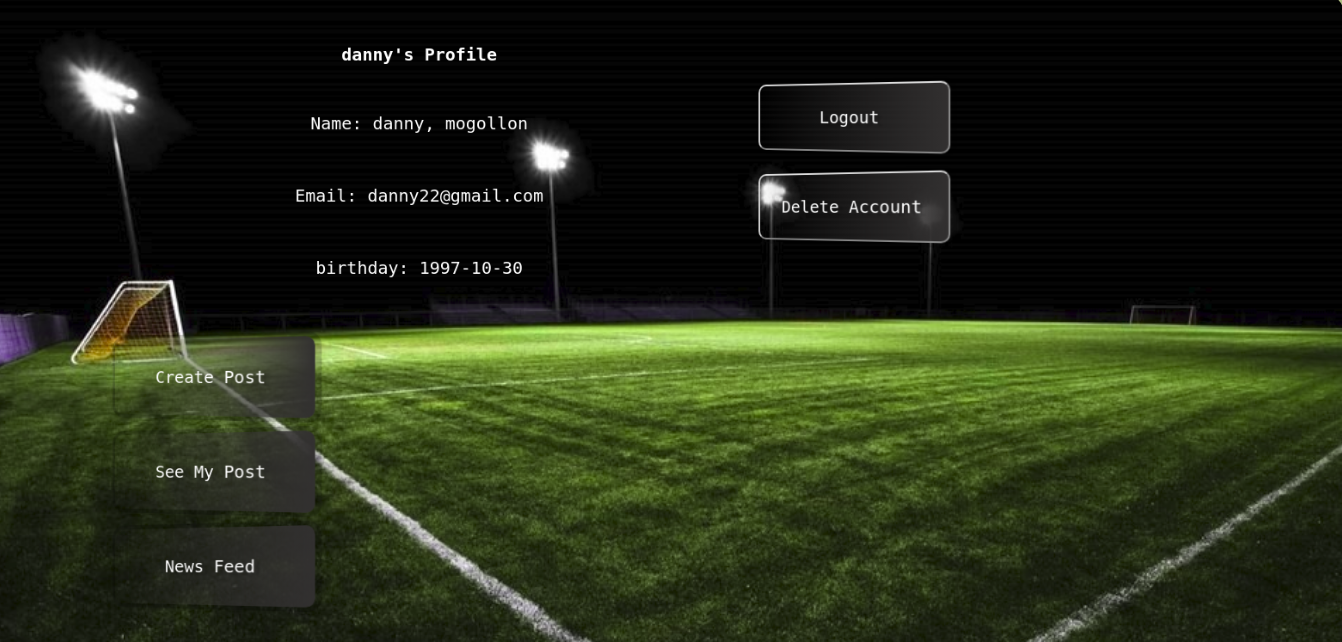 danny's Profile
Name: danny, mogollon
Email: danny22@gmail.com
birthday: 1997-10-30
Logout
Delete Account
Create Post
See My Post
News Feed